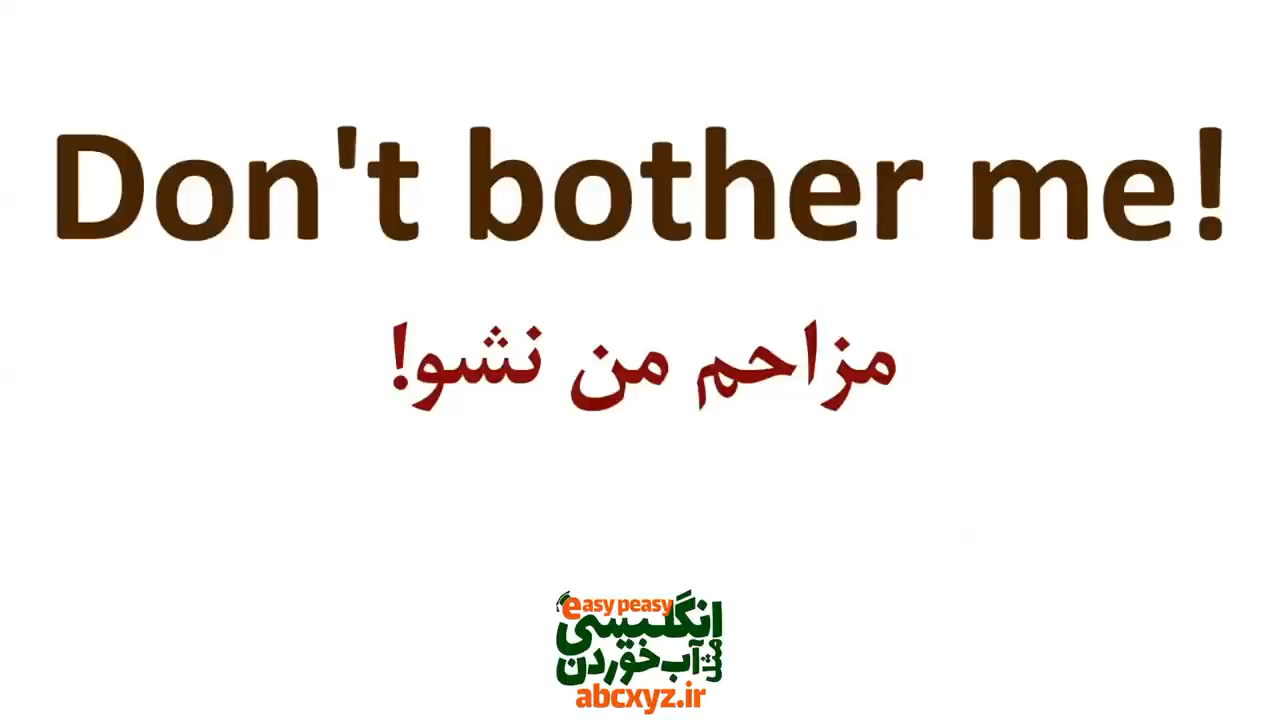 Don't bother me!
مزاحم من نشو!
easy peasy
انگلیسی
مثل آب خوردن
abcxyz.ir